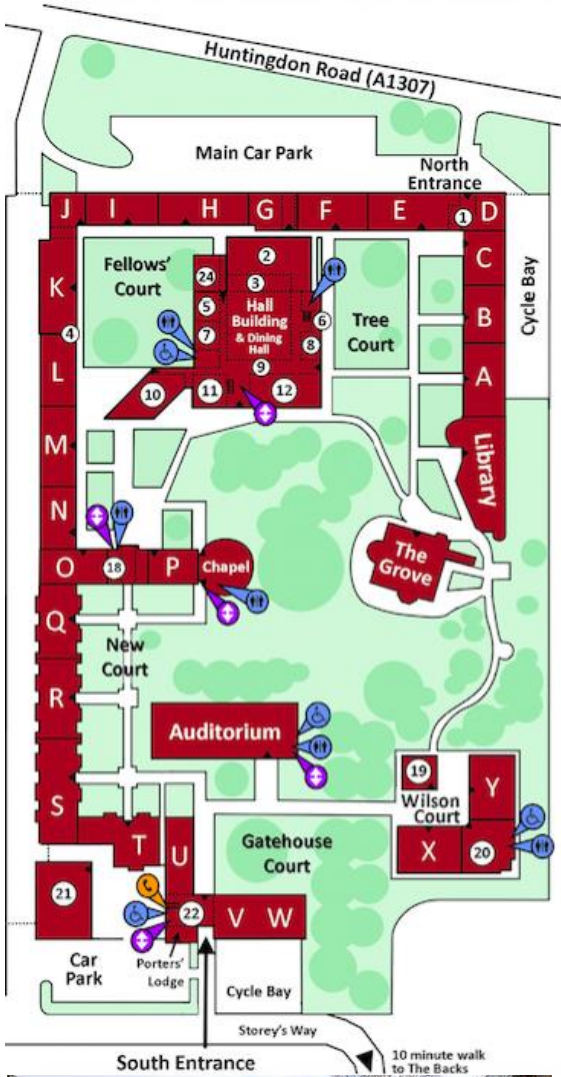 Huntingdon Road (A1307)
Main Car Park
North
Entrance
J
I
H
G
F
E
1
D
C
B
A
Cycle Bay
Fellows'
Court
2
24
3
5
Hall
Building
& Dining
Hall
6
7
8
9
10
11
12
Tree
Court
K
4
L
M
N
Library
O
18
P
Chapel
The
Grove
Q
New
Court
R
S
Auditorium
19
Wilson
Court
Y
X
20
T
U
Gatehouse
Court
21
22
V
W
Car
Park
Porters'
Lodge
Cycle Bay
Storey's Way
South Entrance
10 minute walk
to The Backs